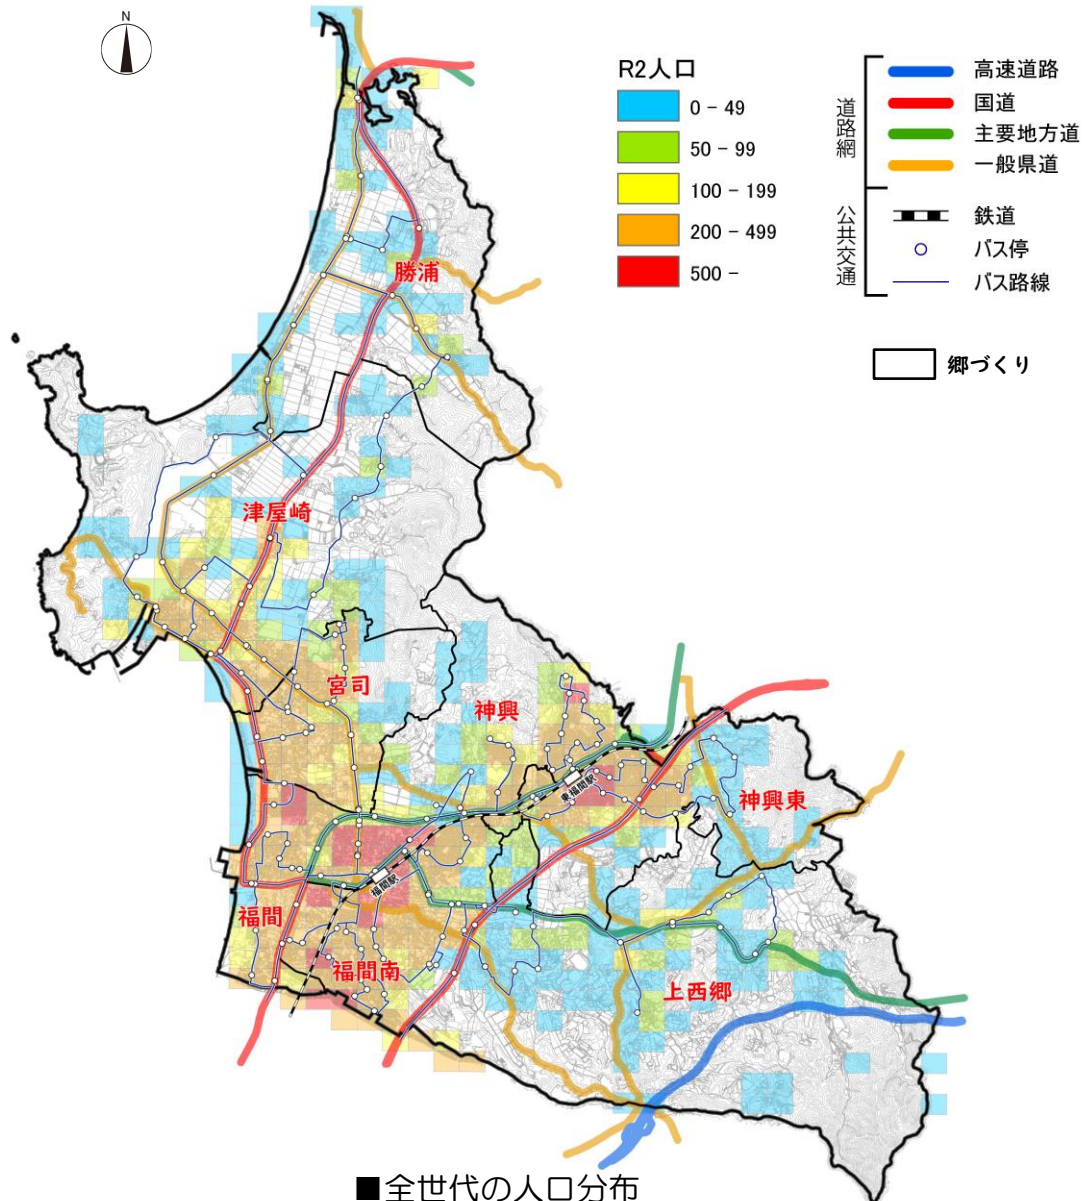 N
R2人口
0 - 49
50 - 99
100 - 199
200 - 499
500 -
道路網
高速道路
国道
主要地方道
一般県道
公共交通
鉄道
バス停
バス路線
郷づくり
勝浦
津屋崎
宮司
神興
東福間駅
神興東
福間駅
福間
福間南
上西郷
■全世代の人口分布